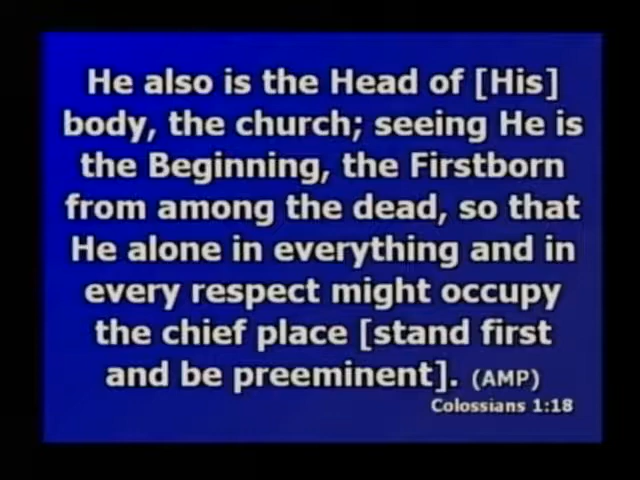 He also is the Head of [His]
body, the church; seeing He is
the Beginning, the Firstborn
from among the dead, so that
He alone in everything and in
every respect might occupy
the chief place [stand first
and be preeminent]. (AMP)
Colossians 1:18